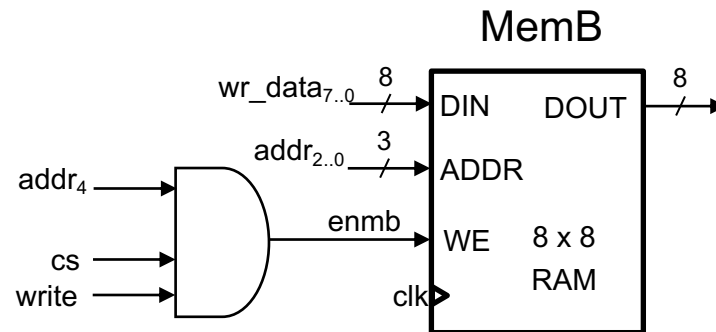 MemB
wr_data7..0
8
DIN
DOUT
8
addr2..0
3
ADDR
addr4
enmb
WE
8 x 8
RAM
cs
write
clk